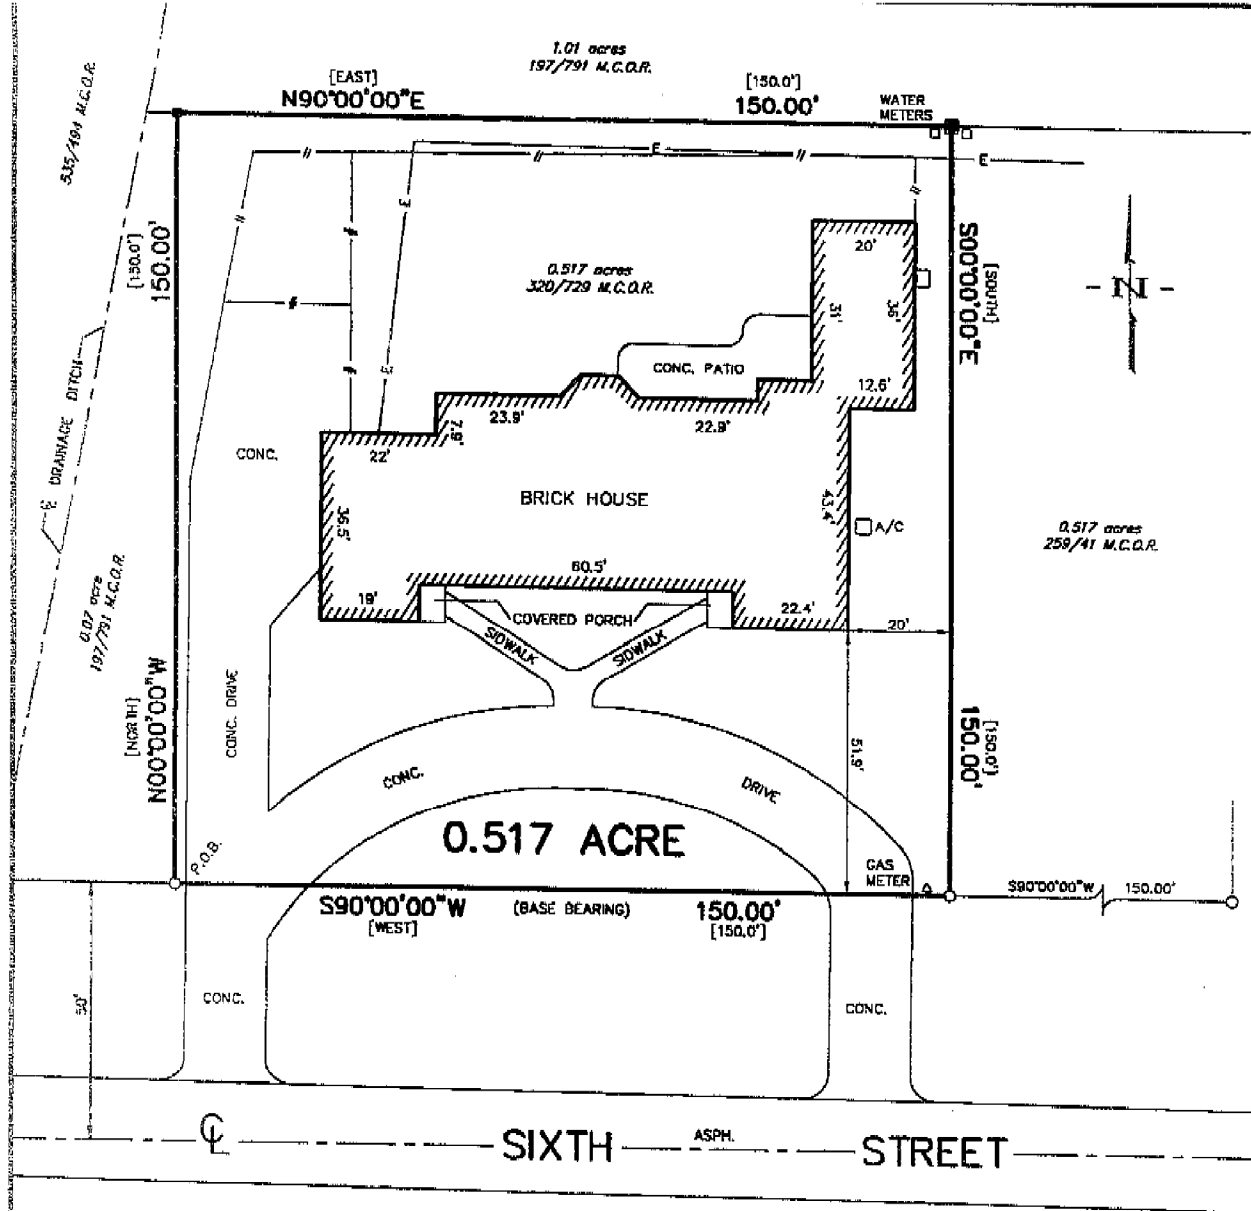 1.01 acres
197/791 M.C.O.R.
[EAST]
N90°00'00"E
[150.0']
150.00'
WATER
METERS
535/494 M.C.O.R.
[150.0']
150.00'
E
E
E
E
20'
31'
36'
12.6'
0.517 acres
320/729 M.C.O.R.
S00°00'00"E
[SOUTH]
- N -
CONC. PATIO
23.9'
7.9'
22.9'
22'
℄ DRAINAGE DITCH
CONC.
BRICK HOUSE
36.5'
43.4'
A/C
0.517 acres
259/41 M.C.O.R.
60.5'
19'
COVERED PORCH
22.4'
20'
SIDWALK
SIDWALK
0.07 acre
197/791 M.C.O.R.
[NORTH]
N00°00'00"W
CONC. DRIVE
[150.0']
150.00'
51.9'
CONC.
DRIVE
0.517 ACRE
P.O.B.
GAS
METER
S90°00'00"W
[WEST]
(BASE BEARING)
150.00'
[150.0']
S90°00'00"W
150.00'
50'
CONC.
CONC.
℄
SIXTH
ASPH.
STREET